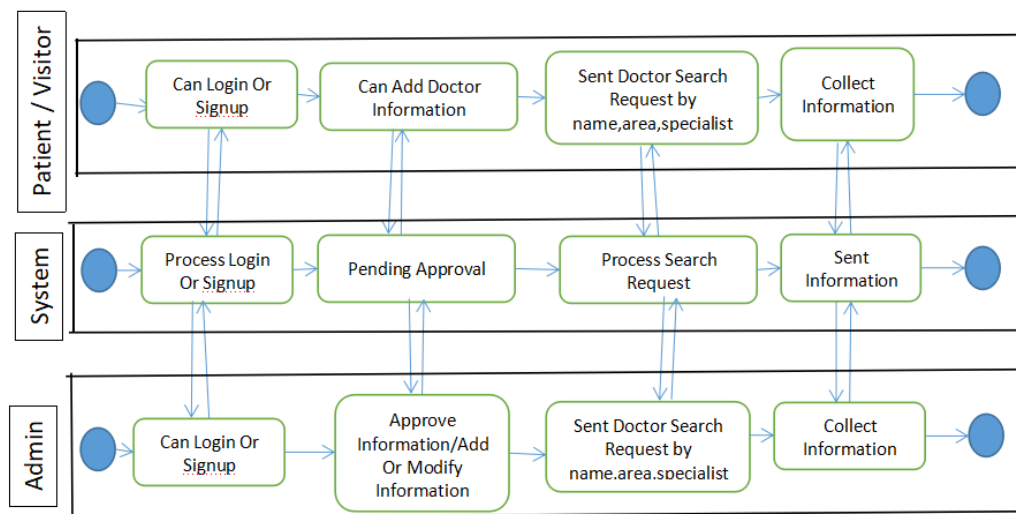 Patient / Visitor
Can Login Or
Signup
Can Add Doctor
Information
Sent Doctor Search
Request by
name,area,specialist
Collect
Information
System
Process Login
Or Signup
Pending Approval
Process Search
Request
Sent
Information
Admin
Can Login Or
Signup
Approve
Information/Add
Or Modify
Information
Sent Doctor Search
Request by
name.area.specialist
Collect
Information